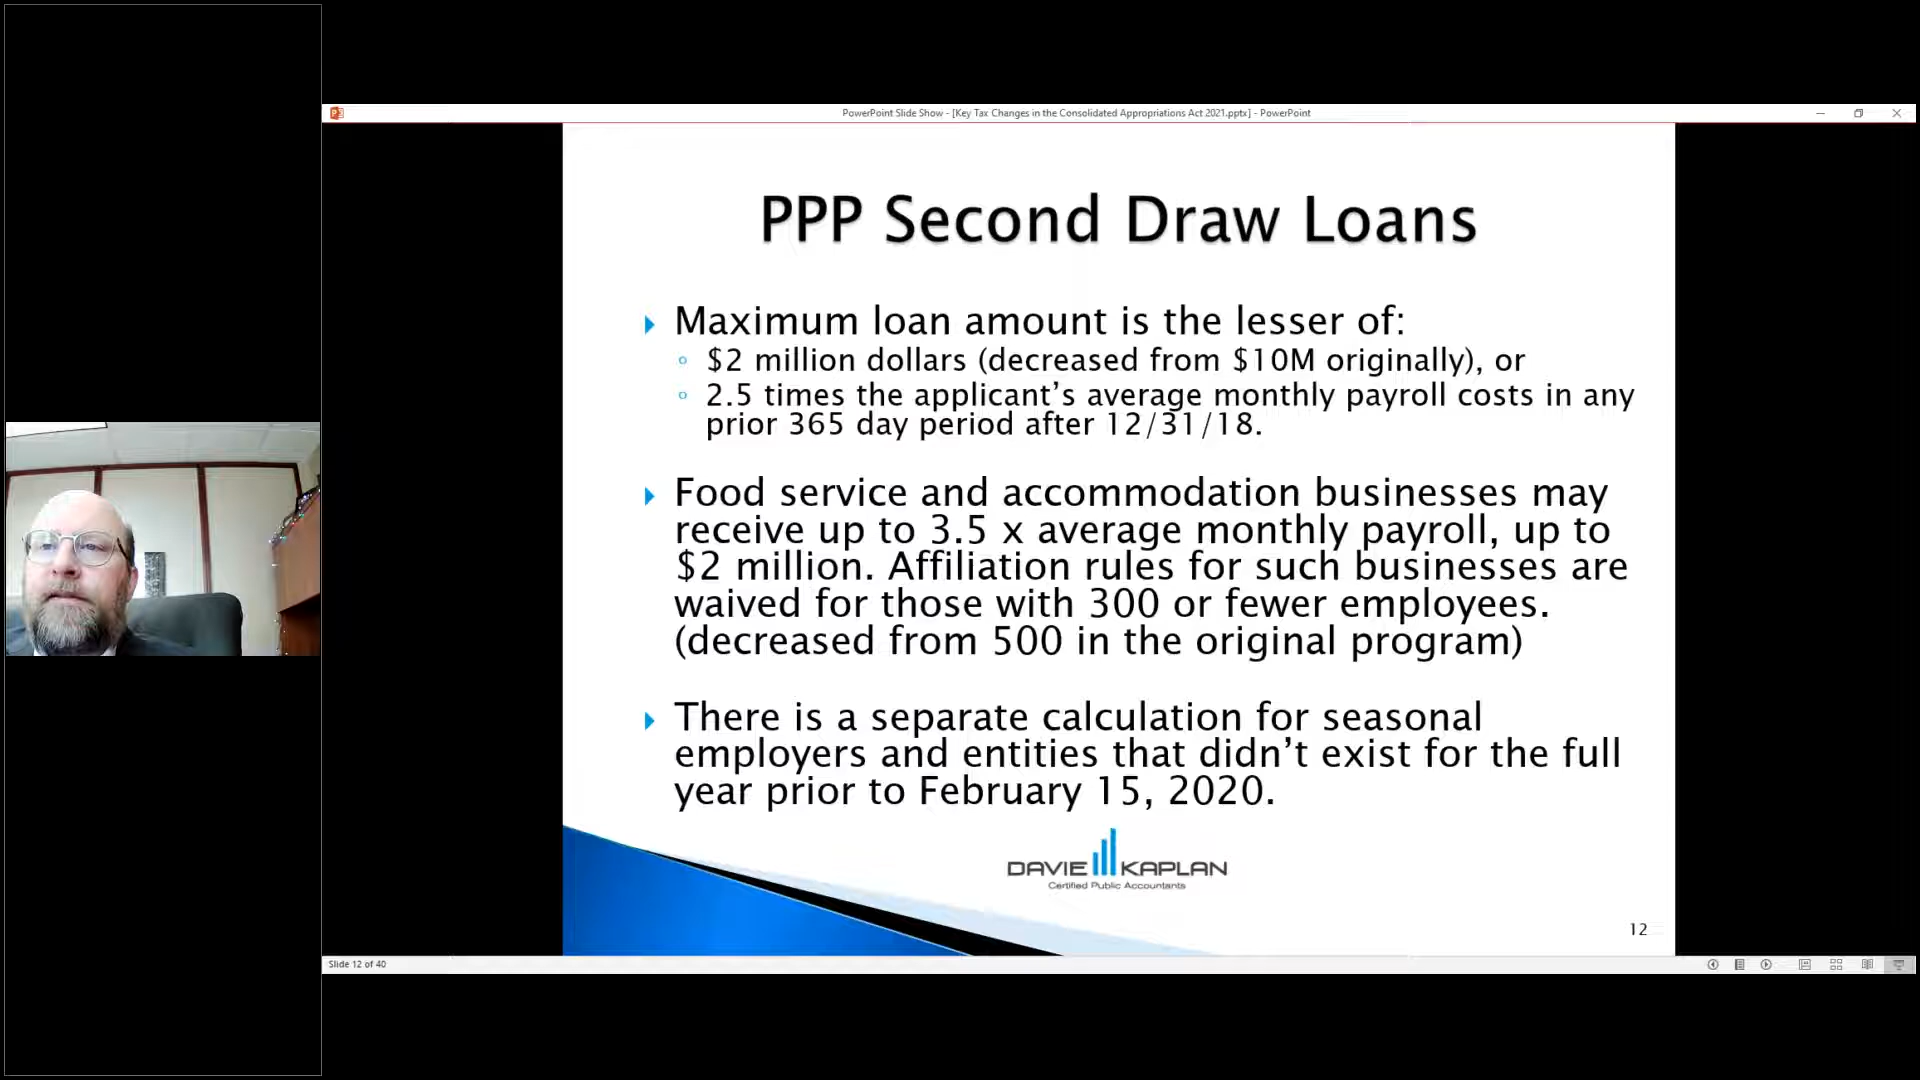 PowerPoint Slide Show - [Key Tax Changes in the Consolidated Appropriations Act 2021.pptx] - PowerPoint
PPP Second Draw Loans
Maximum loan amount is the lesser of:
$2 million dollars (decreased from $10M originally), or
2.5 times the applicant’s average monthly payroll costs in any
prior 365 day period after 12/31/18.
Food service and accommodation businesses may
receive up to 3.5 x average monthly payroll, up to
$2 million. Affiliation rules for such businesses are
waived for those with 300 or fewer employees.
(decreased from 500 in the original program)
There is a separate calculation for seasonal
employers and entities that didn’t exist for the full
year prior to February 15, 2020.
DAVIE KAPLAN
Certified Public Accountants
12
Slide 12 of 40